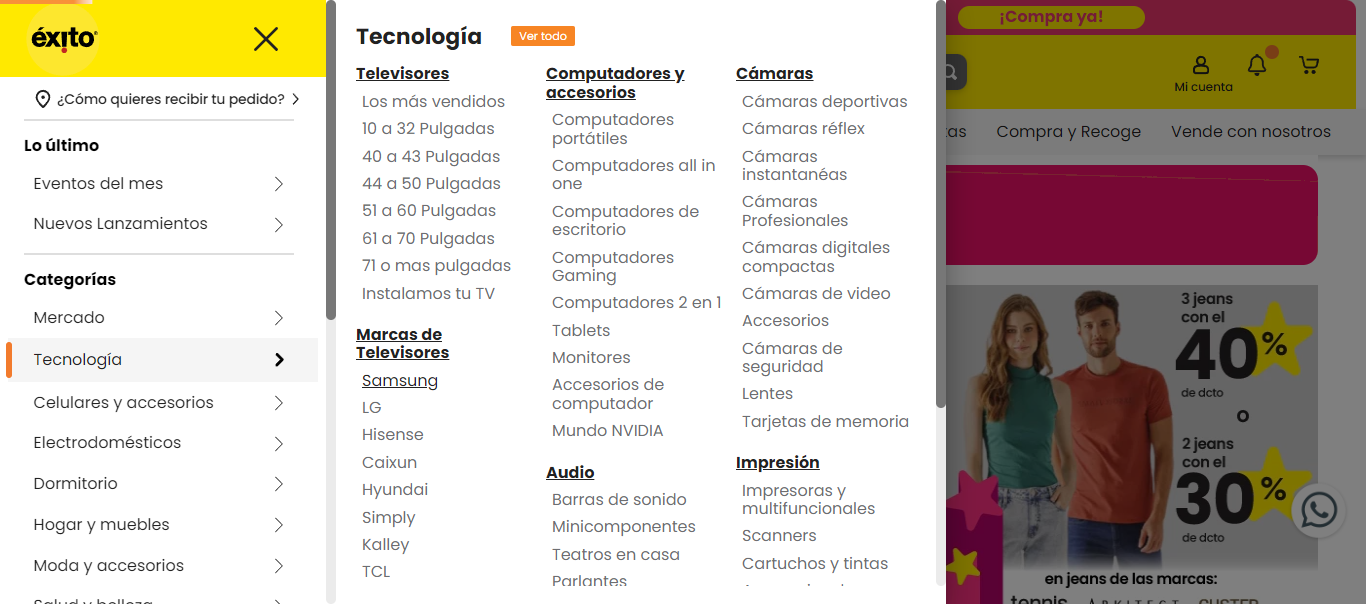 éxito
¿Cómo quieres recibir tu pedido?
Lo último
Eventos del mes
Nuevos Lanzamientos
Categorías
Mercado
Tecnología
Celulares y accesorios
Electrodomésticos
Dormitorio
Hogar y muebles
Moda y accesorios
Salud y belleza
Tecnología
Ver todo
Televisores
Los más vendidos
10 a 32 Pulgadas
40 a 43 Pulgadas
44 a 50 Pulgadas
51 a 60 Pulgadas
61 a 70 Pulgadas
71 o mas pulgadas
Instalamos tu TV
Marcas de
Televisores
Samsung
LG
Hisense
Caixun
Hyundai
Simply
Kalley
TCL
Computadores y
accesorios
Computadores
portátiles
Computadores all in
one
Computadores de
escritorio
Computadores
Gaming
Computadores 2 en 1
Tablets
Monitores
Accesorios de
computador
Mundo NVIDIA
Audio
Barras de sonido
Minicomponentes
Teatros en casa
Parlantes
Cámaras
Cámaras deportivas
Cámaras réflex
Cámaras
instantanéas
Cámaras
Profesionales
Cámaras digitales
compactas
Cámaras de video
Accesorios
Cámaras de
seguridad
Lentes
Tarjetas de memoria
Impresión
Impresoras y
multifuncionales
Scanners
Cartuchos y tintas
¡Compra ya!
Mi cuenta
tas
Compra y Recoge
Vende con nosotros
3 jeans
con el
40%
de dcto
o
2 jeans
con el
30%
de dcto
en jeans de las marcas:
tennis ARKITECT CUSTER